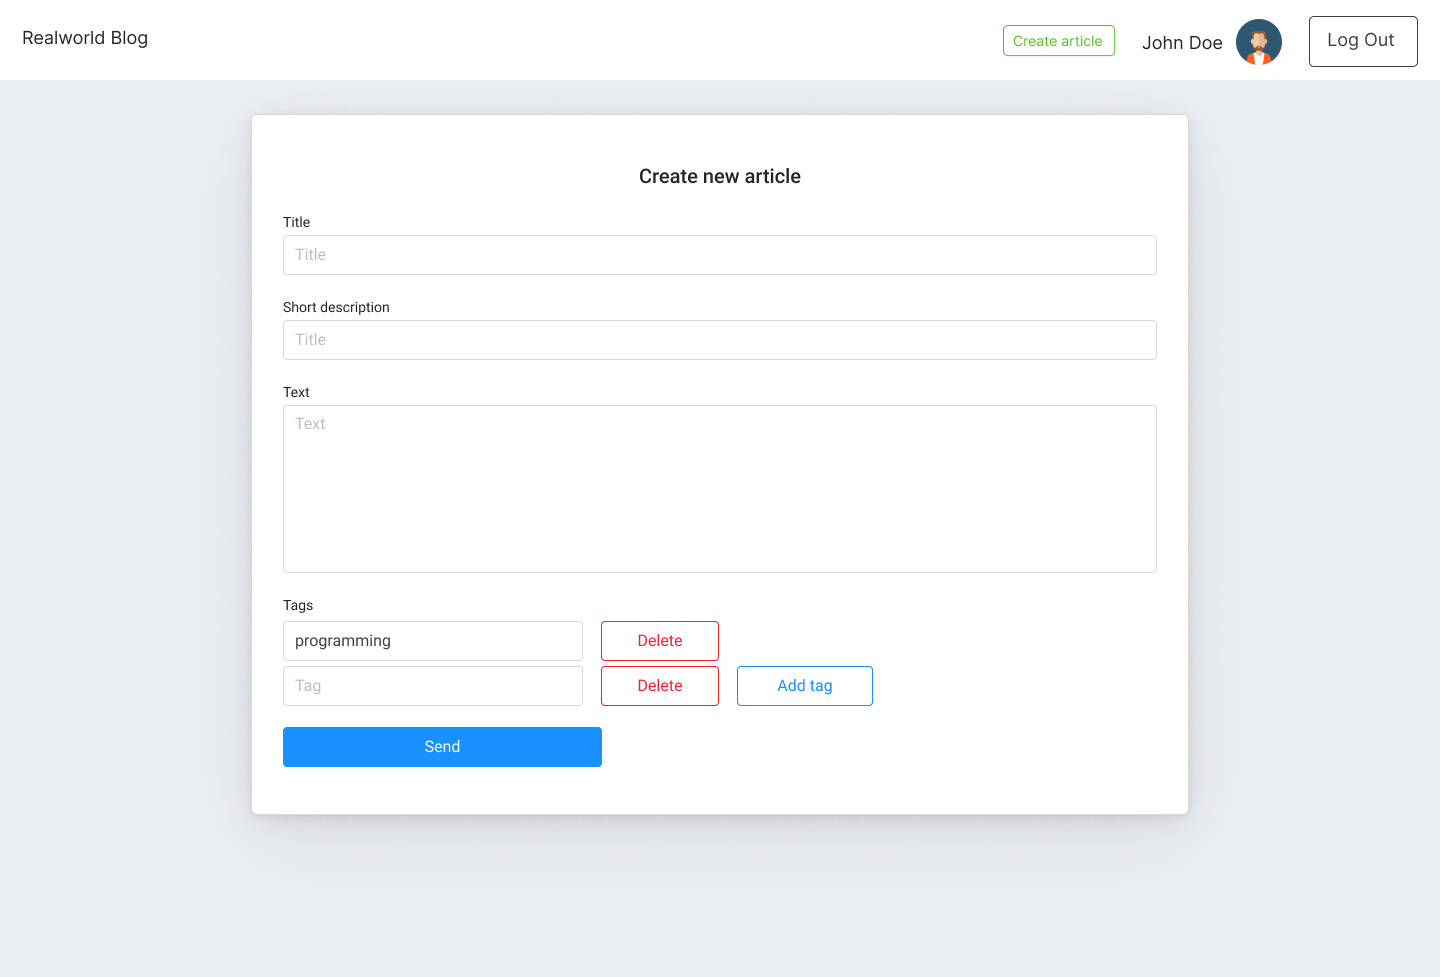 Realworld Blog
Create article
John Doe
Log Out
Create new article
Title
Title
Short description
Title
Text
Text
Tags
programming Delete
Tag Delete Add tag
Send